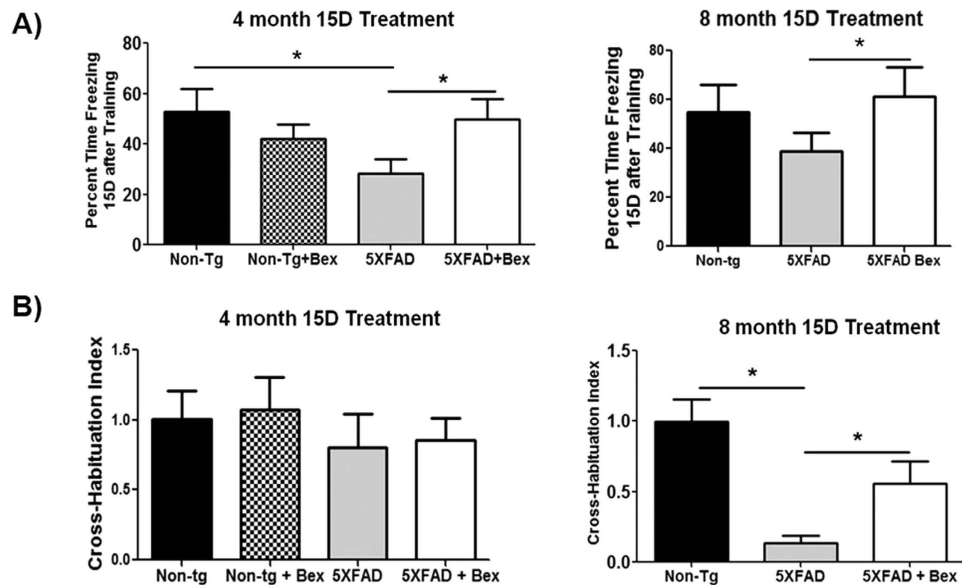 A)
4 month 15D Treatment
Percent Time Freezing
15D after Training
80
60
40
20
0
*
*
Non-Tg Non-Tg+Bex 5XFAD 5XFAD+Bex
8 month 15D Treatment
Percent Time Freezing
15D after Training
80
60
40
20
0
*
Non-tg 5XFAD 5XFAD Bex
B)
4 month 15D Treatment
Cross-Habituation Index
1.5
1.0
0.5
0.0
Non-tg Non-tg + Bex 5XFAD 5XFAD + Bex
8 month 15D Treatment
Cross-Habituation Index
1.5
1.0
0.5
0.0
*
*
Non-Tg 5XFAD 5XFAD + Bex